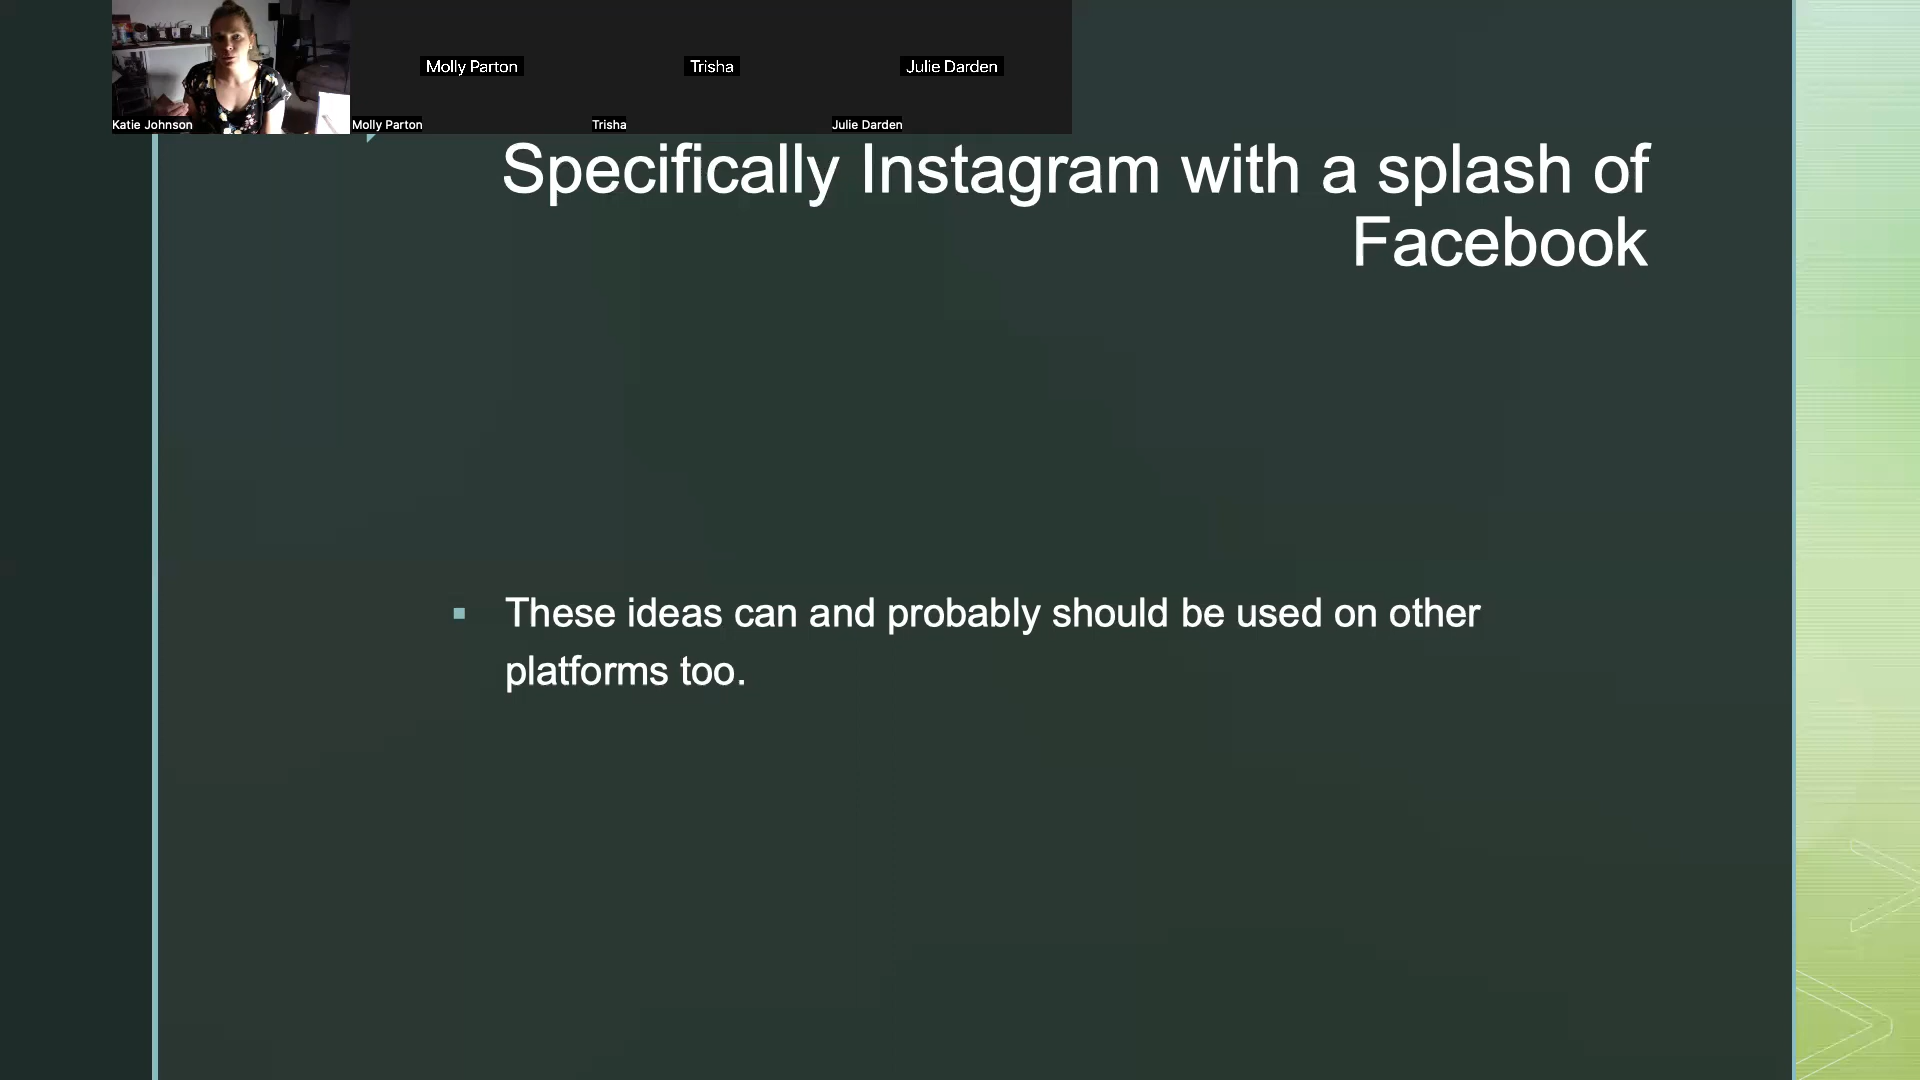 Molly Parton
Trisha
Julie Darden
Katie Johnson
Molly Parton
Trisha
Julie Darden
Specifically Instagram with a splash of
Facebook
These ideas can and probably should be used on other
platforms too.